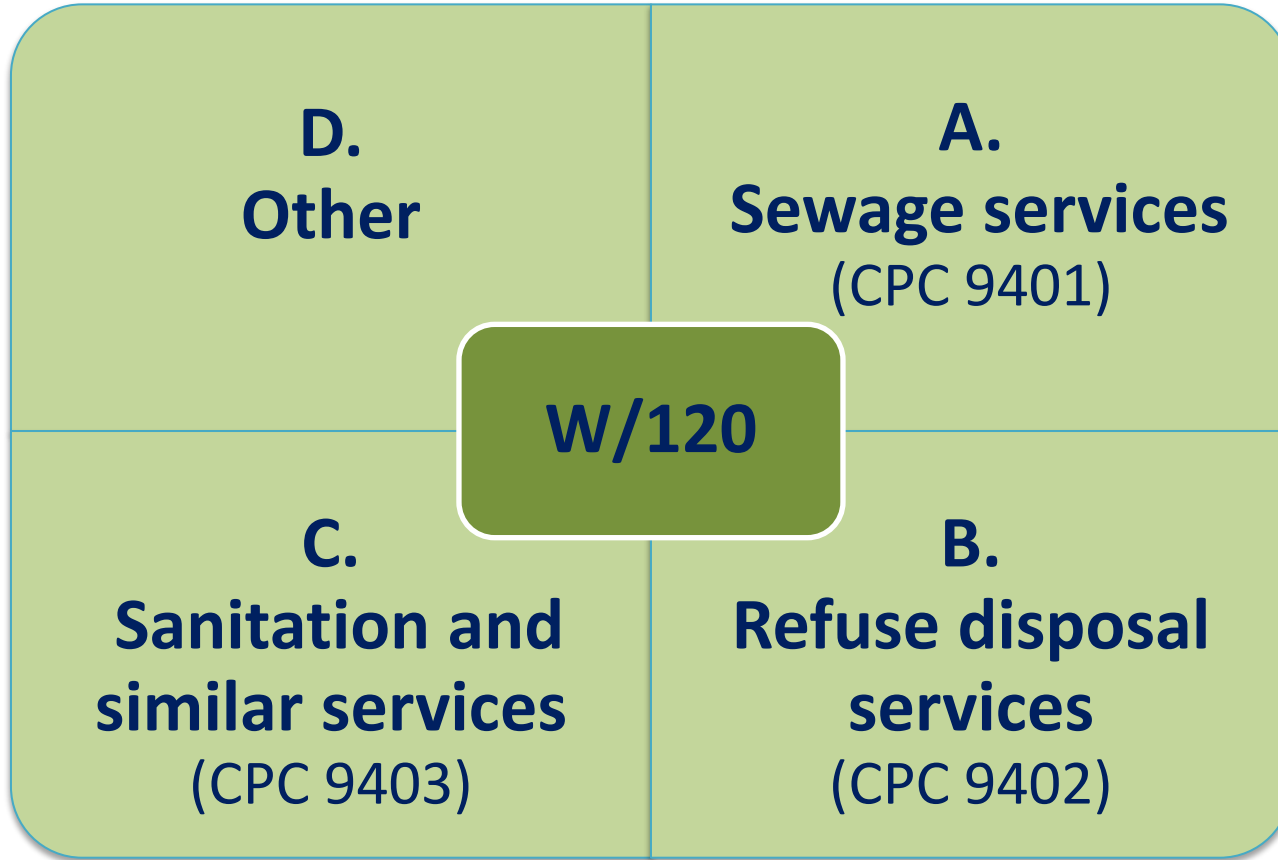 D.
Other
A.
Sewage services
(CPC 9401)
W/120
C.
Sanitation and
similar services
(CPC 9403)
B.
Refuse disposal
services
(CPC 9402)